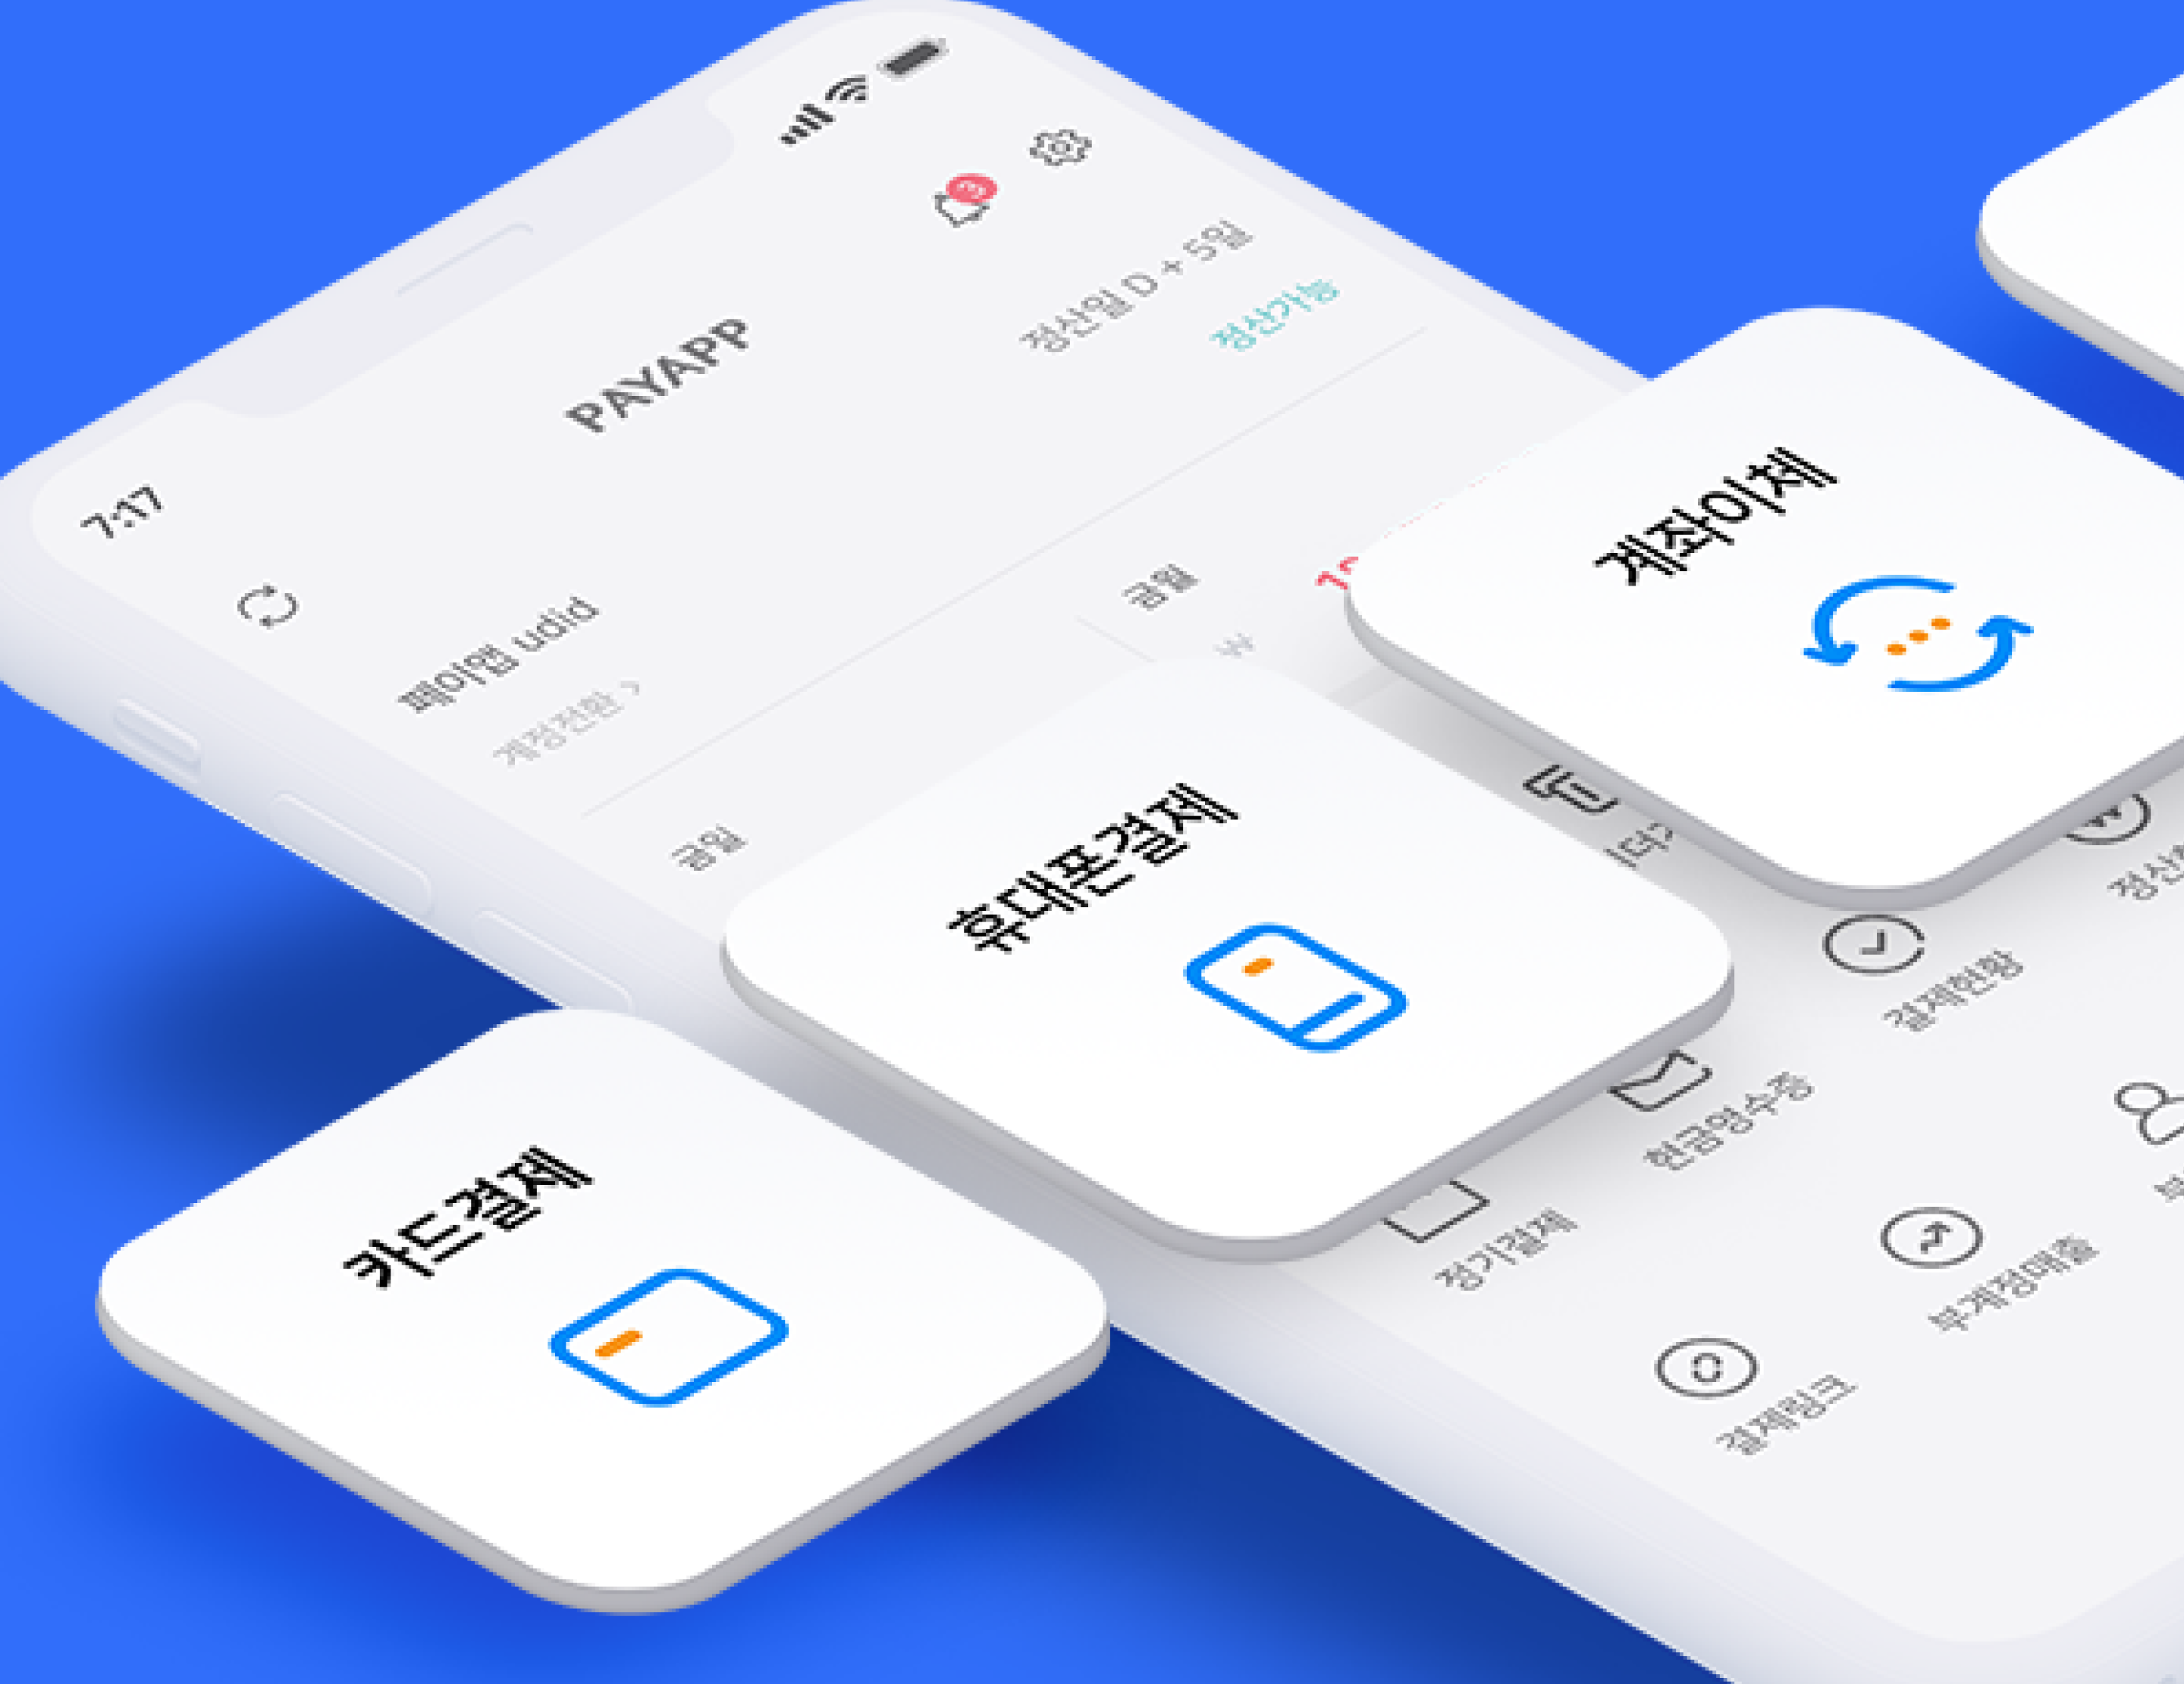 7:17
3
PAYAPP
페이앱 udid
정산일 D + 5일
계정전환 >
정산가능
금월
금월
₩
계좌이체
휴대폰결제
카드결제
결제현황
현금영수증
정기결제
부계정매출
결제링크